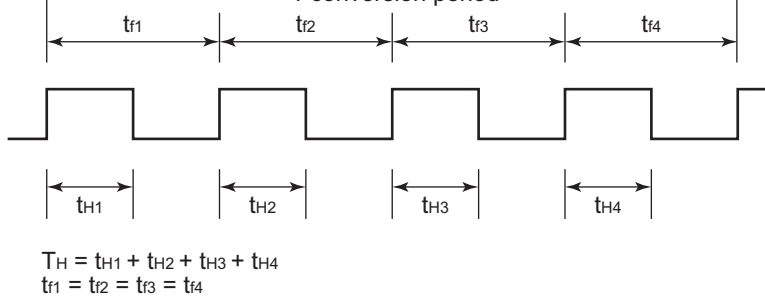 1 conversion period
tf1 tf2 tf3 tf4
tH1 tH2 tH3 tH4
TH = tH1 + tH2 + tH3 + tH4
tf1 = tf2 = tf3 = tf4